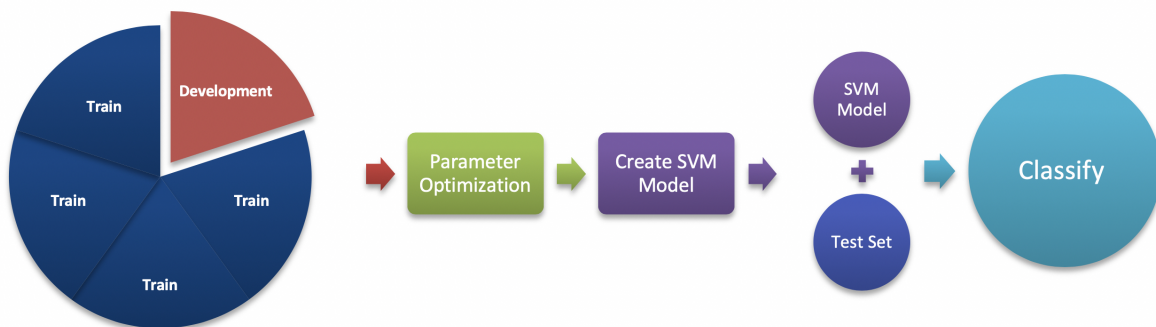 Train
Development
Train
Train
Train
Parameter
Optimization
Create SVM
Model
SVM
Model
Test Set
Classify